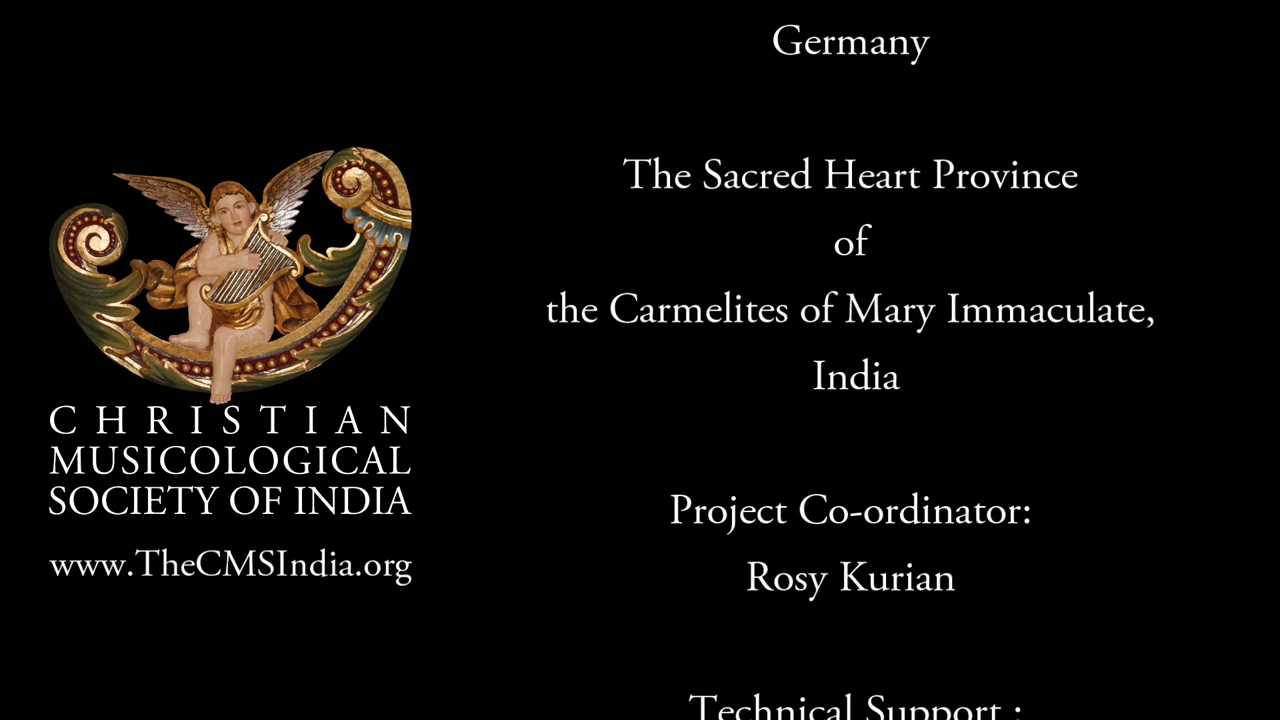 CHRISTIAN
MUSICOLOGICAL
SOCIETY OF INDIA
www.TheCMSIndia.org
Germany
The Sacred Heart Province
of
the Carmelites of Mary Immaculate,
India
Project Co-ordinator:
Rosy Kurian
Technical Support :